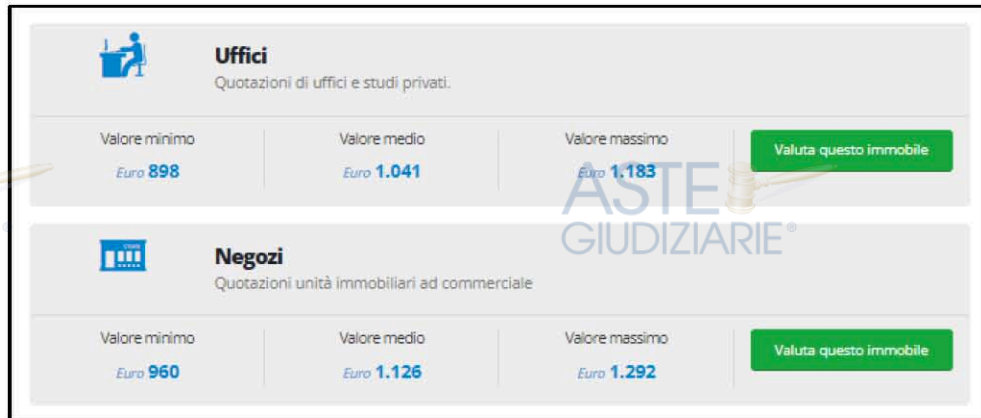 Uffici
Quotazioni di uffici e studi privati.
Valore minimo Valore medio Valore massimo Valuta questo immobile
Euro 898 Euro 1.041 Euro 1.183
ASTE
GIUDIZIARIE®
Negozi
Quotazioni unità immobiliari ad commerciale
Valore minimo Valore medio Valore massimo Valuta questo immobile
Euro 960 Euro 1.126 Euro 1.292